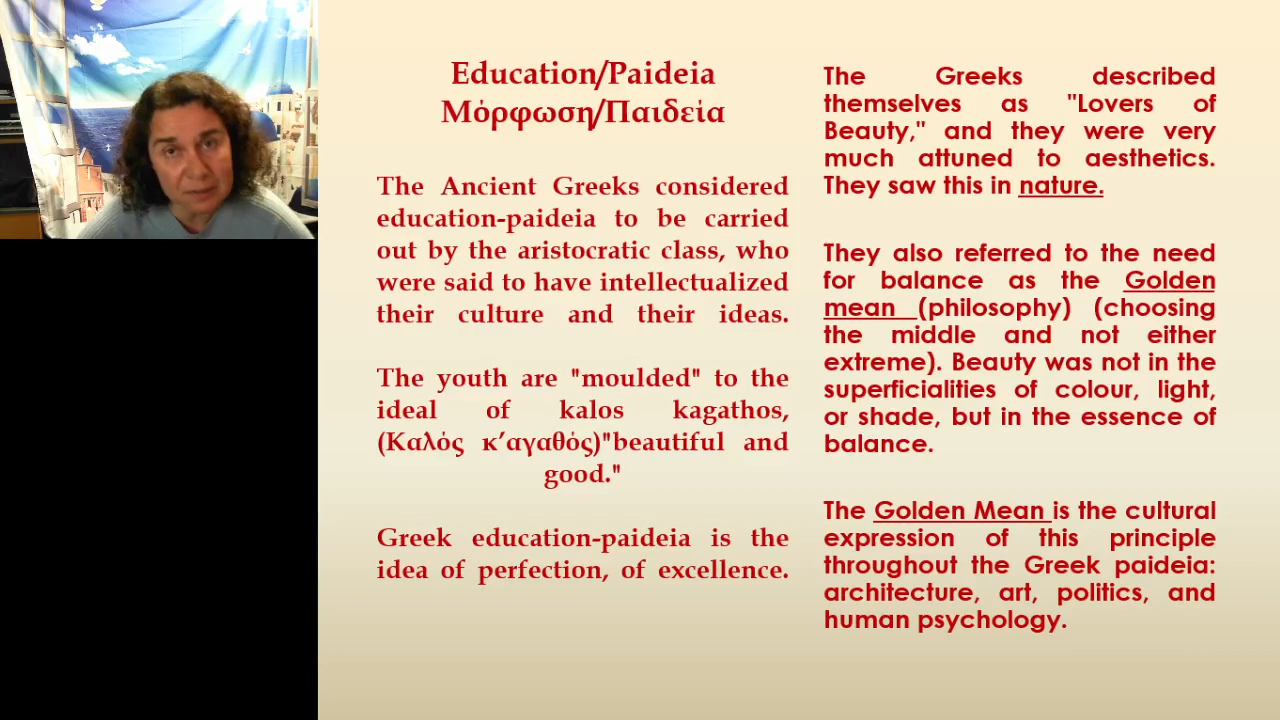 Education/Paideia
Μόρφωση/Παιδεία
The Ancient Greeks considered
education-paideia to be carried
out by the aristocratic class, who
were said to have intellectualized
their culture and their ideas.
The youth are "moulded" to the
ideal of kalos kagathos,
(Καλός κ’αγαθός)"beautiful and
good."
Greek education-paideia is the
idea of perfection, of excellence.
The Greeks described
themselves as "Lovers of
Beauty," and they were very
much attuned to aesthetics.
They saw this in nature.
They also referred to the need
for balance as the Golden
mean (philosophy) (choosing
the middle and not either
extreme). Beauty was not in the
superficialities of colour, light,
or shade, but in the essence of
balance.
The Golden Mean is the cultural
expression of this principle
throughout the Greek paideia:
architecture, art, politics, and
human psychology.